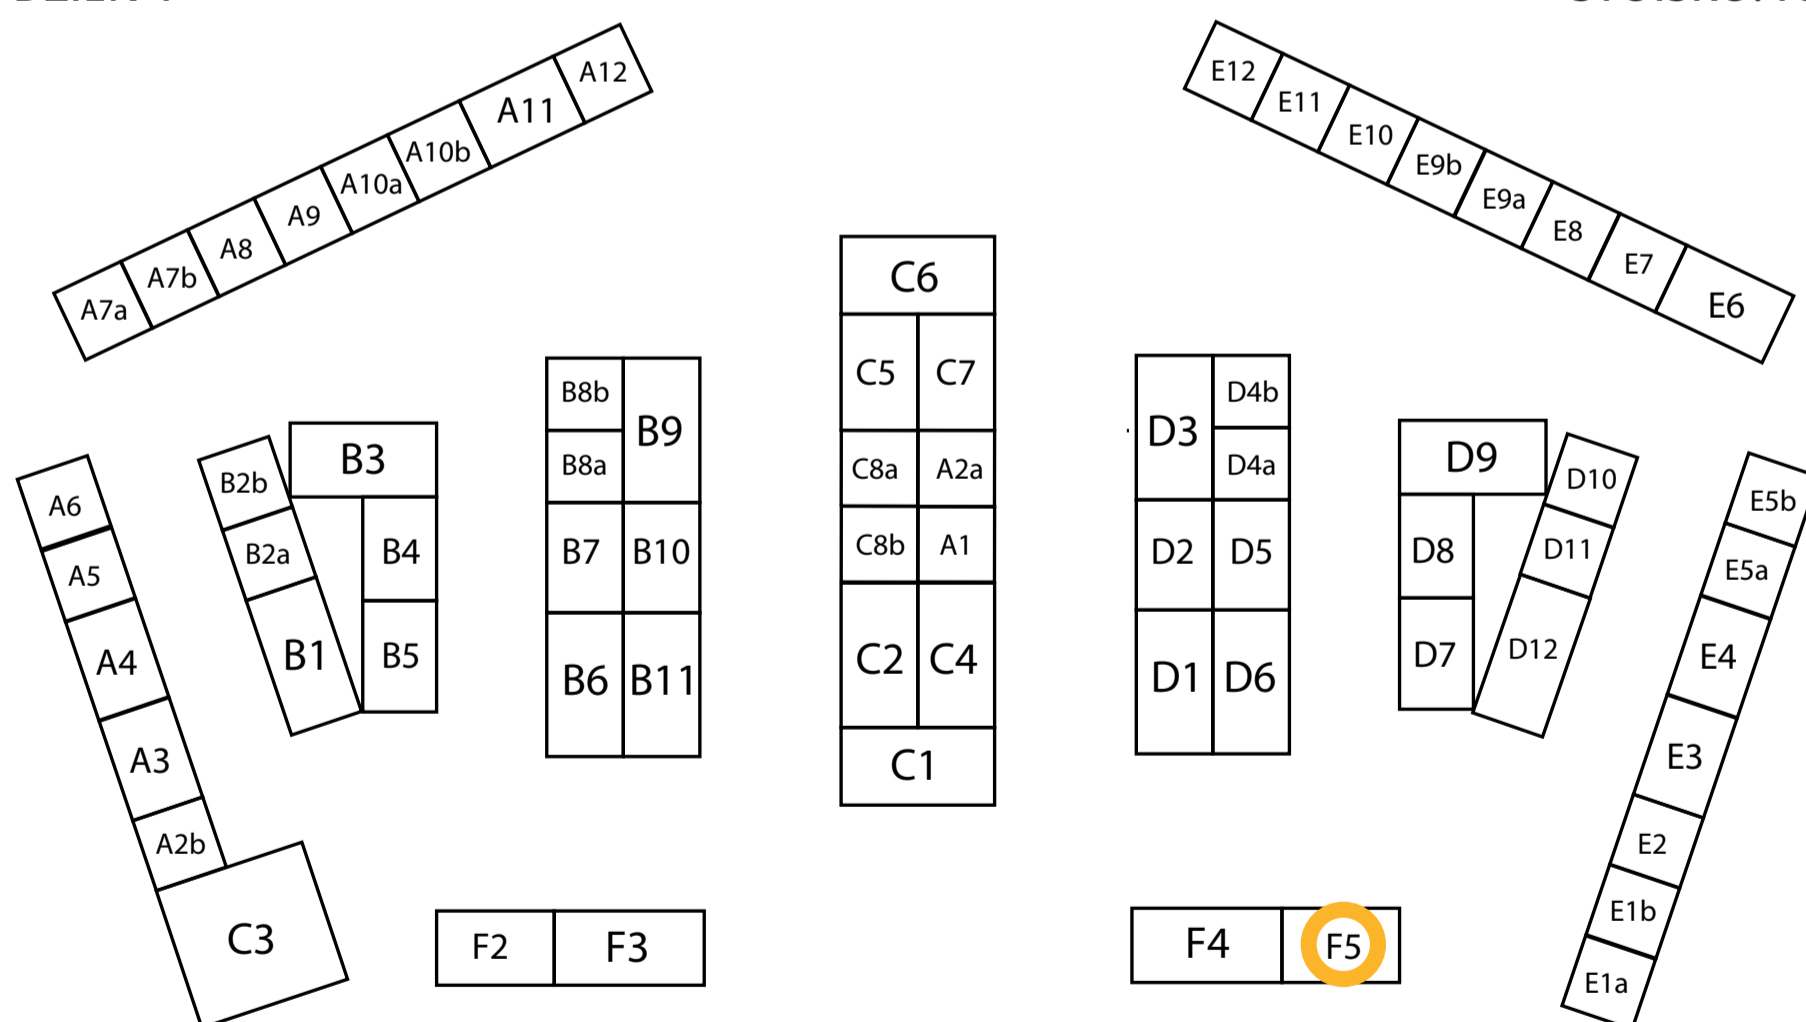 A12
A11
A10b
A10a
A9
A8
A7b
A7a
E12
E11
E10
E9b
E9a
E8
E7
E6
A6
A5
A4
A3
A2b
C3
B2b
B2a
B1
B3
B4
B5
B8b
B9
B8a
B7 B10
B6 B11
C6
C5 C7
C8a A2a
C8b A1
C2 C4
C1
D3
D4b
D4a
D2 D5
D1 D6
D9
D8
D7
D10
D11
D12
E5b
E5a
E4
E3
E2
E1b
E1a
F2 F3
F4 F5